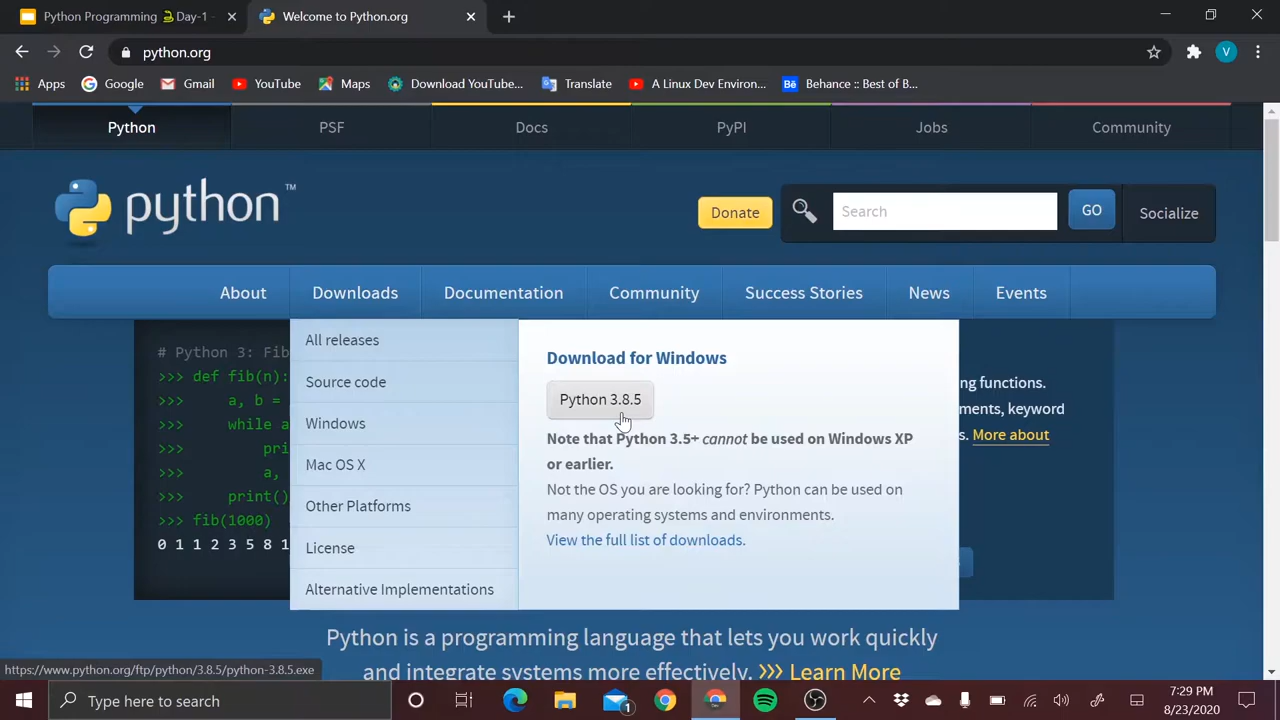 Python Programming 🐍Day-1 -
Welcome to Python.org
python.org
Apps
Google
Gmail
YouTube
Maps
Download YouTube...
Translate
A Linux Dev Environ...
Behance :: Best of B...
V
Python
PSF
Docs
PyPI
Jobs
Community
python™
Donate
Search
GO
Socialize
About
Downloads
Documentation
Community
Success Stories
News
Events
# Python 3: Fib
>>> def fib(n):
a, b =
while a
pri
a,
print()
>>> fib(1000)
0 1 1 2 3 5 8 1
All releases
Source code
Windows
Mac OS X
Other Platforms
License
Alternative Implementations
Download for Windows
Python 3.8.5
Note that Python 3.5+ cannot be used on Windows XP
or earlier.
Not the OS you are looking for? Python can be used on
many operating systems and environments.
View the full list of downloads.
ng functions.
ments, keyword
s. More about
Python is a programming language that lets you work quickly
and integrate systems more effectively. >>> Learn More
https://www.python.org/ftp/python/3.8.5/python-3.8.5.exe
Type here to search
1
7:29 PM
8/23/2020